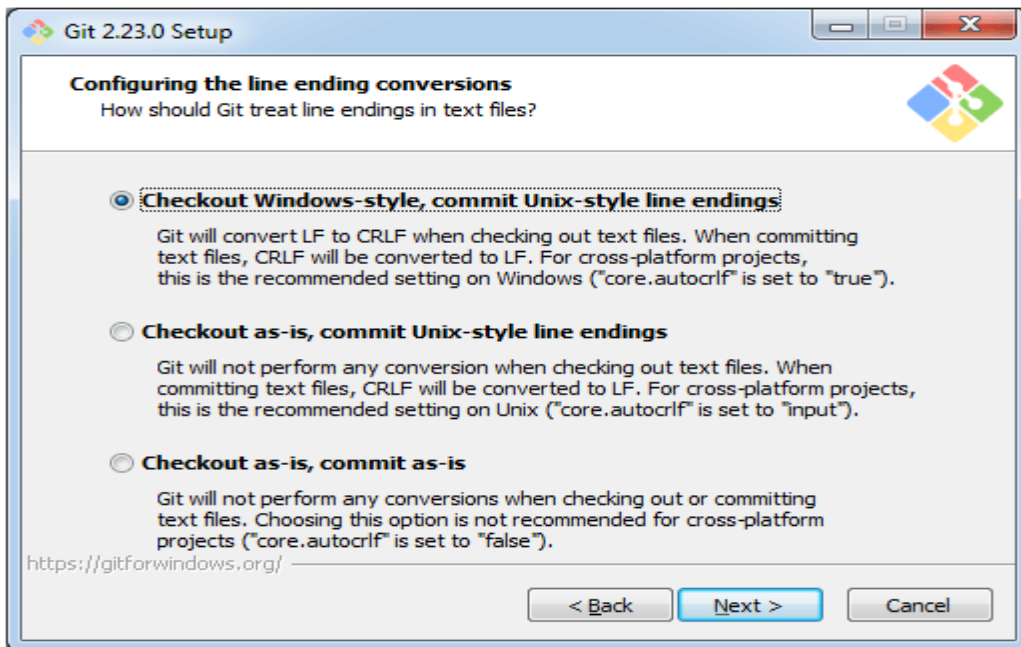 Git 2.23.0 Setup
Configuring the line ending conversions
How should Git treat line endings in text files?
Checkout Windows-style, commit Unix-style line endings
Git will convert LF to CRLF when checking out text files. When committing
text files, CRLF will be converted to LF. For cross-platform projects,
this is the recommended setting on Windows ("core.autocrlf" is set to "true").
Checkout as-is, commit Unix-style line endings
Git will not perform any conversion when checking out text files. When
committing text files, CRLF will be converted to LF. For cross-platform projects,
this is the recommended setting on Unix ("core.autocrlf" is set to "input").
Checkout as-is, commit as-is
Git will not perform any conversions when checking out or committing
text files. Choosing this option is not recommended for cross-platform
projects ("core.autocrlf" is set to "false").
https://gitforwindows.org/
< Back Next > Cancel